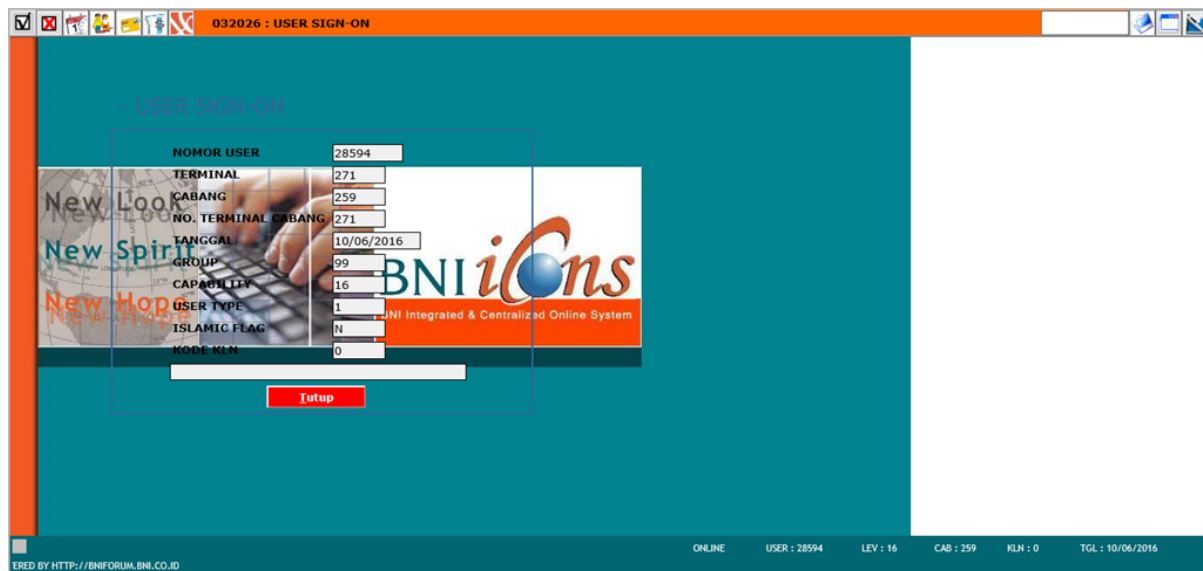 032026 : USER SIGN-ON
- USER SIGN-ON
NOMOR USER 28594
TERMINAL 271
CABANG 259
NO. TERMINAL CABANG 271
TANGGAL 10/06/2016
GROUP 99
CAPABILITY 16
USER TYPE 1
ISLAMIC FLAG N
KODE KLN 0
Tutup
New Look
New Spirit
New Hope
BNI iCons
BNI Integrated & Centralized Online System
ONLINE USER : 28594 LEV : 16 CAB : 259 KLN : 0 TGL : 10/06/2016
ERED BY HTTP://BNIFORUM.BNI.CO.ID